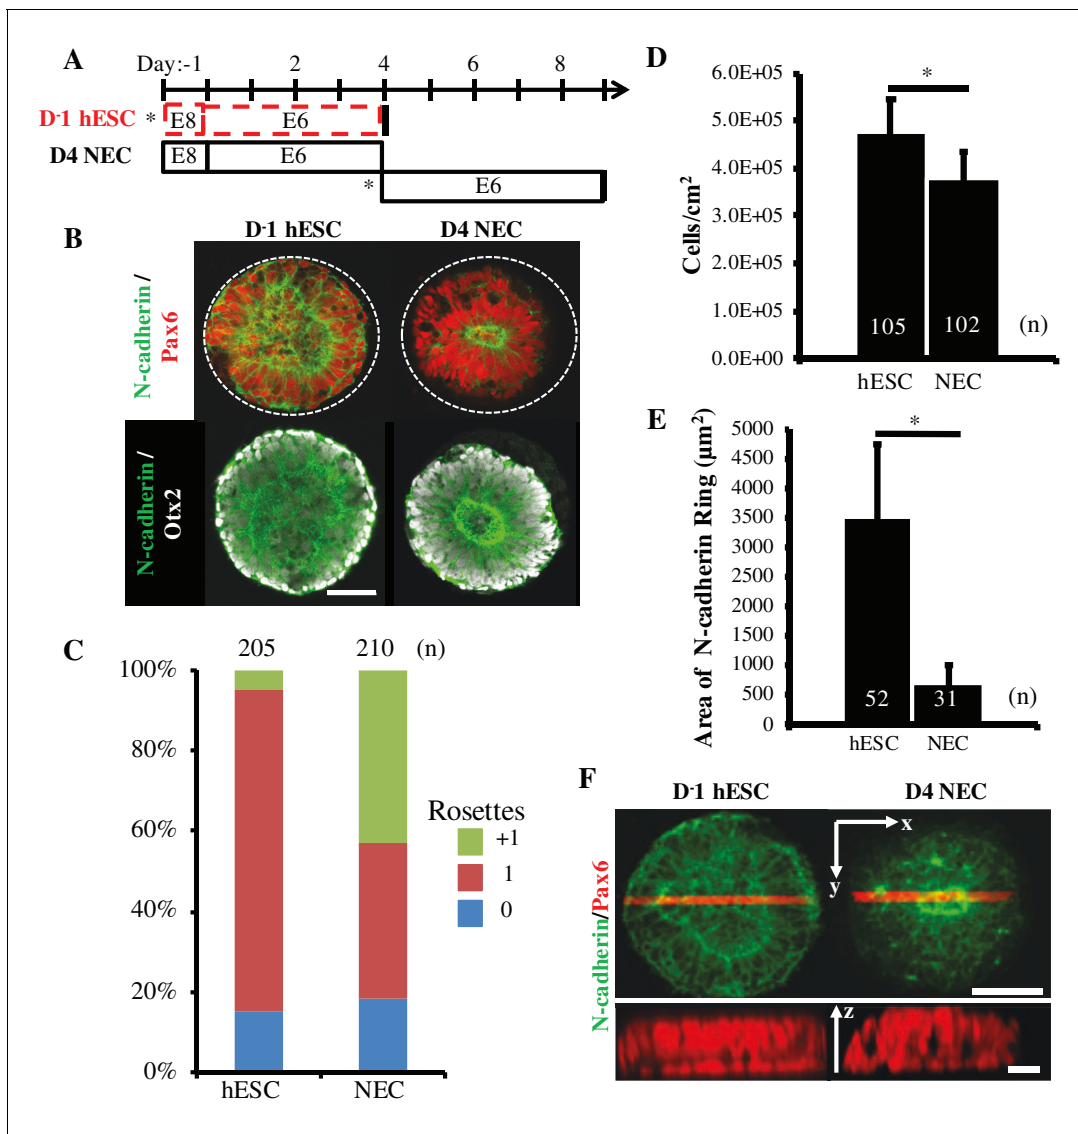 A
Day:-1 2 4 6 8
D-1 hESC * E8 E6
D4 NEC E8 E6
* E6
B
D-1 hESC D4 NEC
N-cadherin /
Pax6
N-cadherin /
Otx2
C
205 210 (n)
100%
80%
60%
40%
20%
0%
hESC NEC
Rosettes
+1
1
0
D
*
6.0E+05
5.0E+05
4.0E+05
3.0E+05
2.0E+05
1.0E+05
0.0E+00
Cells/cm²
105 102 (n)
hESC NEC
E
*
5000
4500
4000
3500
3000
2500
2000
1500
1000
500
0
Area of N-cadherin Ring (µm²)
52 31 (n)
hESC NEC
F
D-1 hESC D4 NEC
x
y
N-cadherin/Pax6
z